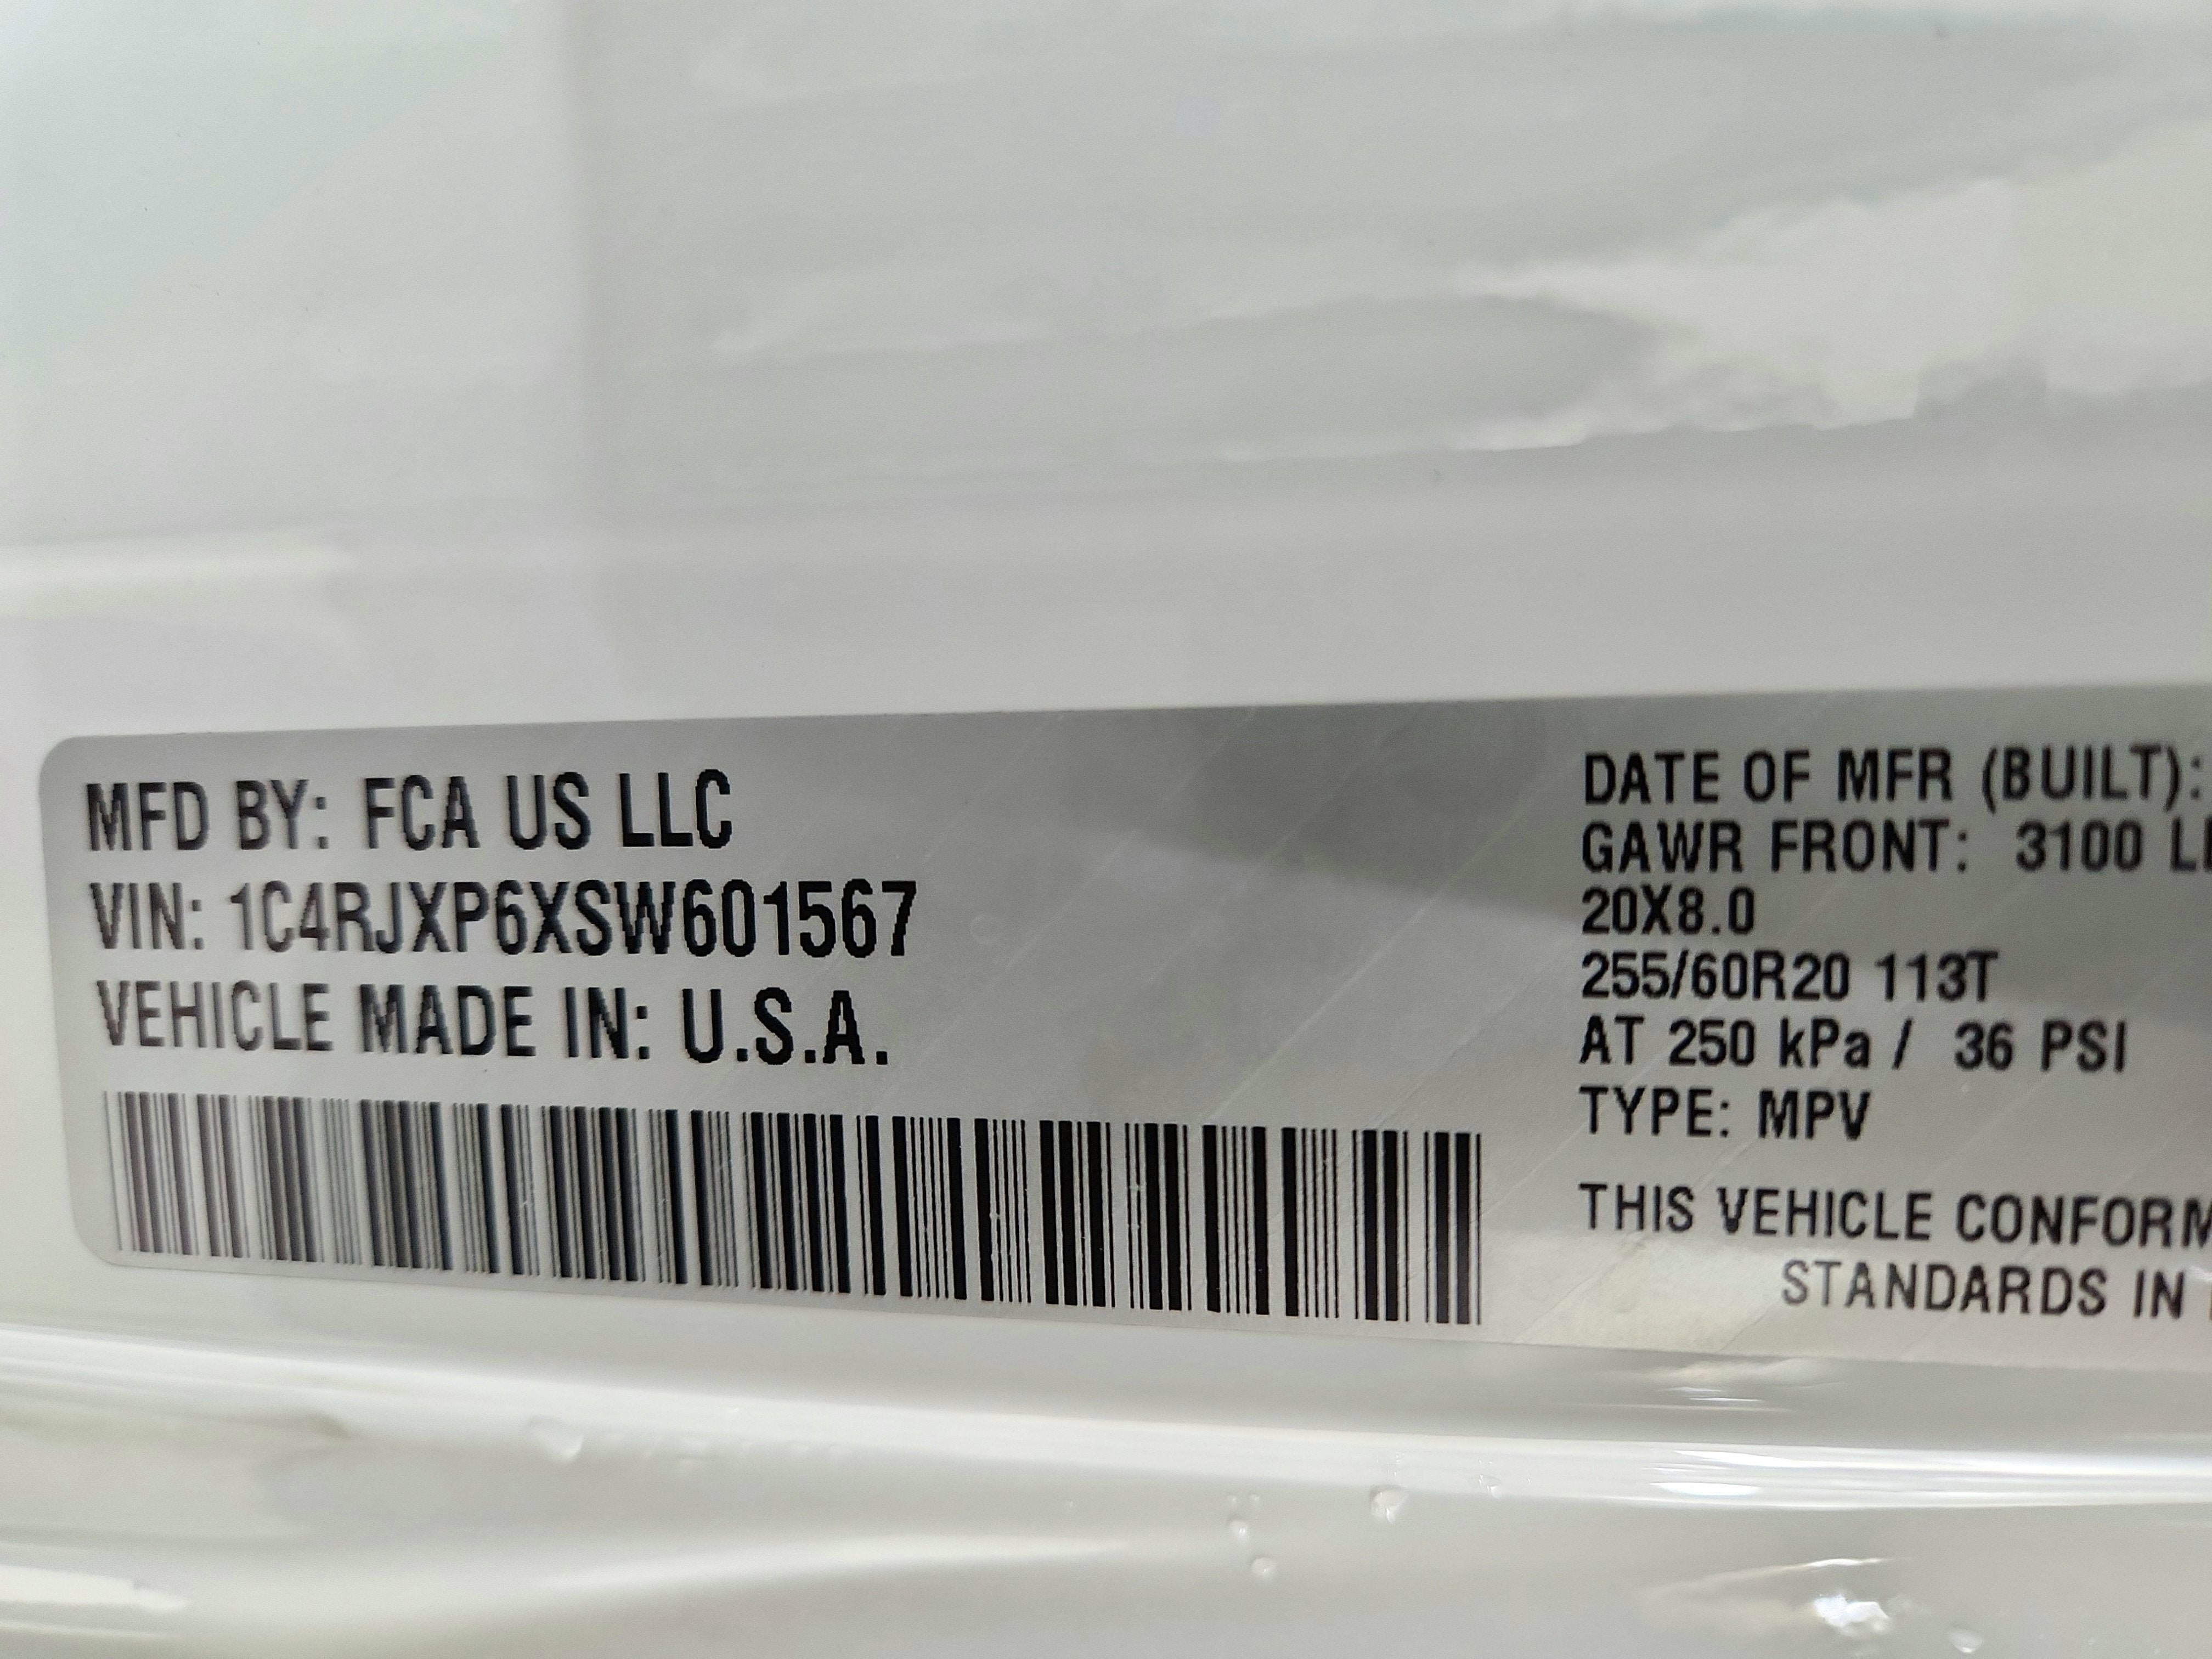 MFD BY: FCA US LLC
VIN: 1C4RJXP6XSW601567
VEHICLE MADE IN: U.S.A.
DATE OF MFR (BUILT):
GAWR FRONT: 3100
20X8.0
255/60R20 113T
AT 250 kPa / 36 PSI
TYPE: MPV
THIS VEHICLE CONFORM
STANDARDS IN